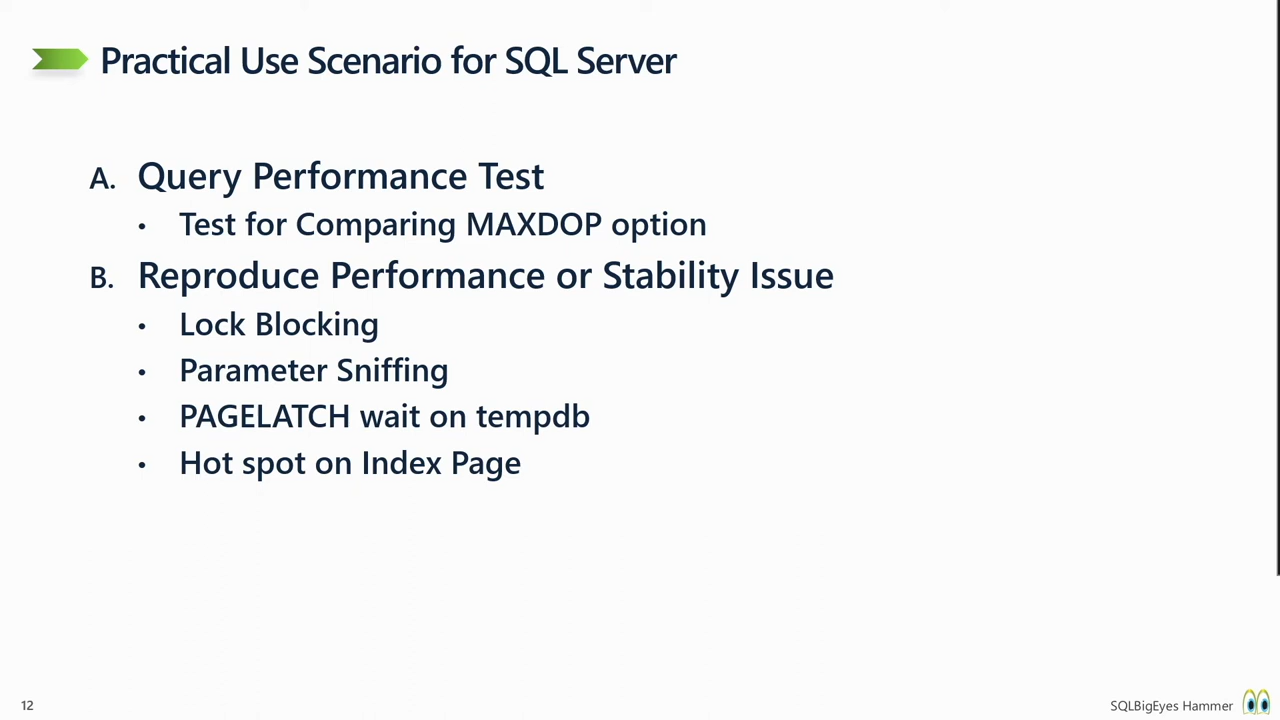 Practical Use Scenario for SQL Server
A. Query Performance Test
• Test for Comparing MAXDOP option
B. Reproduce Performance or Stability Issue
• Lock Blocking
• Parameter Sniffing
• PAGELATCH wait on tempdb
• Hot spot on Index Page
12
SQLBigEyes Hammer